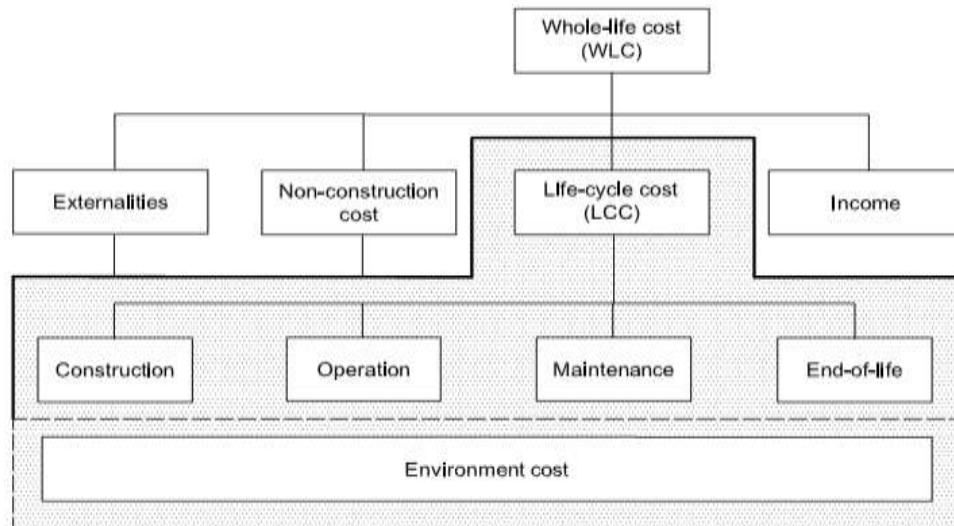 Whole-life cost
(WLC)
Externalities
Non-construction
cost
Life-cycle cost
(LCC)
Income
Construction
Operation
Maintenance
End-of-life
Environment cost